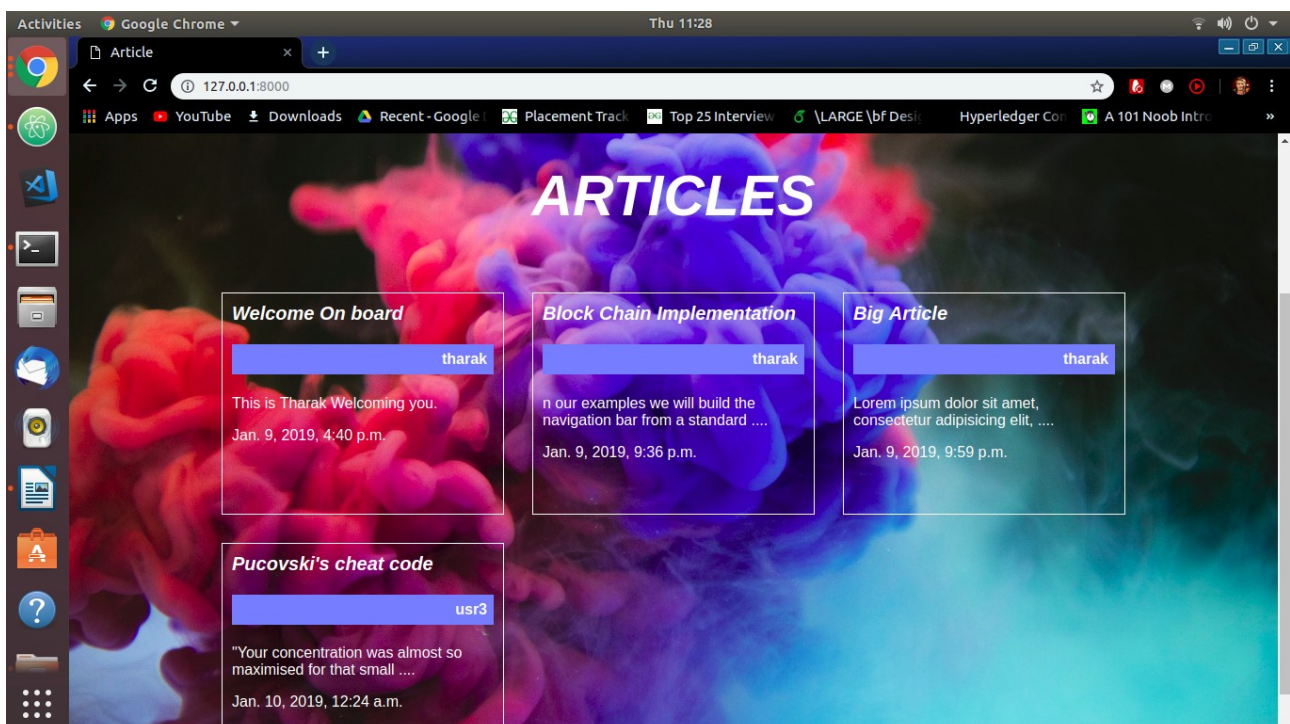 Activities Google Chrome Thu 11:28
Article × +
127.0.0.1:8000
Apps YouTube Downloads Recent - Google Placement Track Top 25 Interview \LARGE \bf Desi Hyperledger Con A 101 Noob Intro »
ARTICLES
Welcome On board
tharak
This is Tharak Welcoming you.
Jan. 9, 2019, 4:40 p.m.
Block Chain Implementation
tharak
n our examples we will build the
navigation bar from a standard ....
Jan. 9, 2019, 9:36 p.m.
Big Article
tharak
Lorem ipsum dolor sit amet,
consectetur adipisicing elit, ....
Jan. 9, 2019, 9:59 p.m.
Pucovski's cheat code
usr3
"Your concentration was almost so
maximised for that small ....
Jan. 10, 2019, 12:24 a.m.